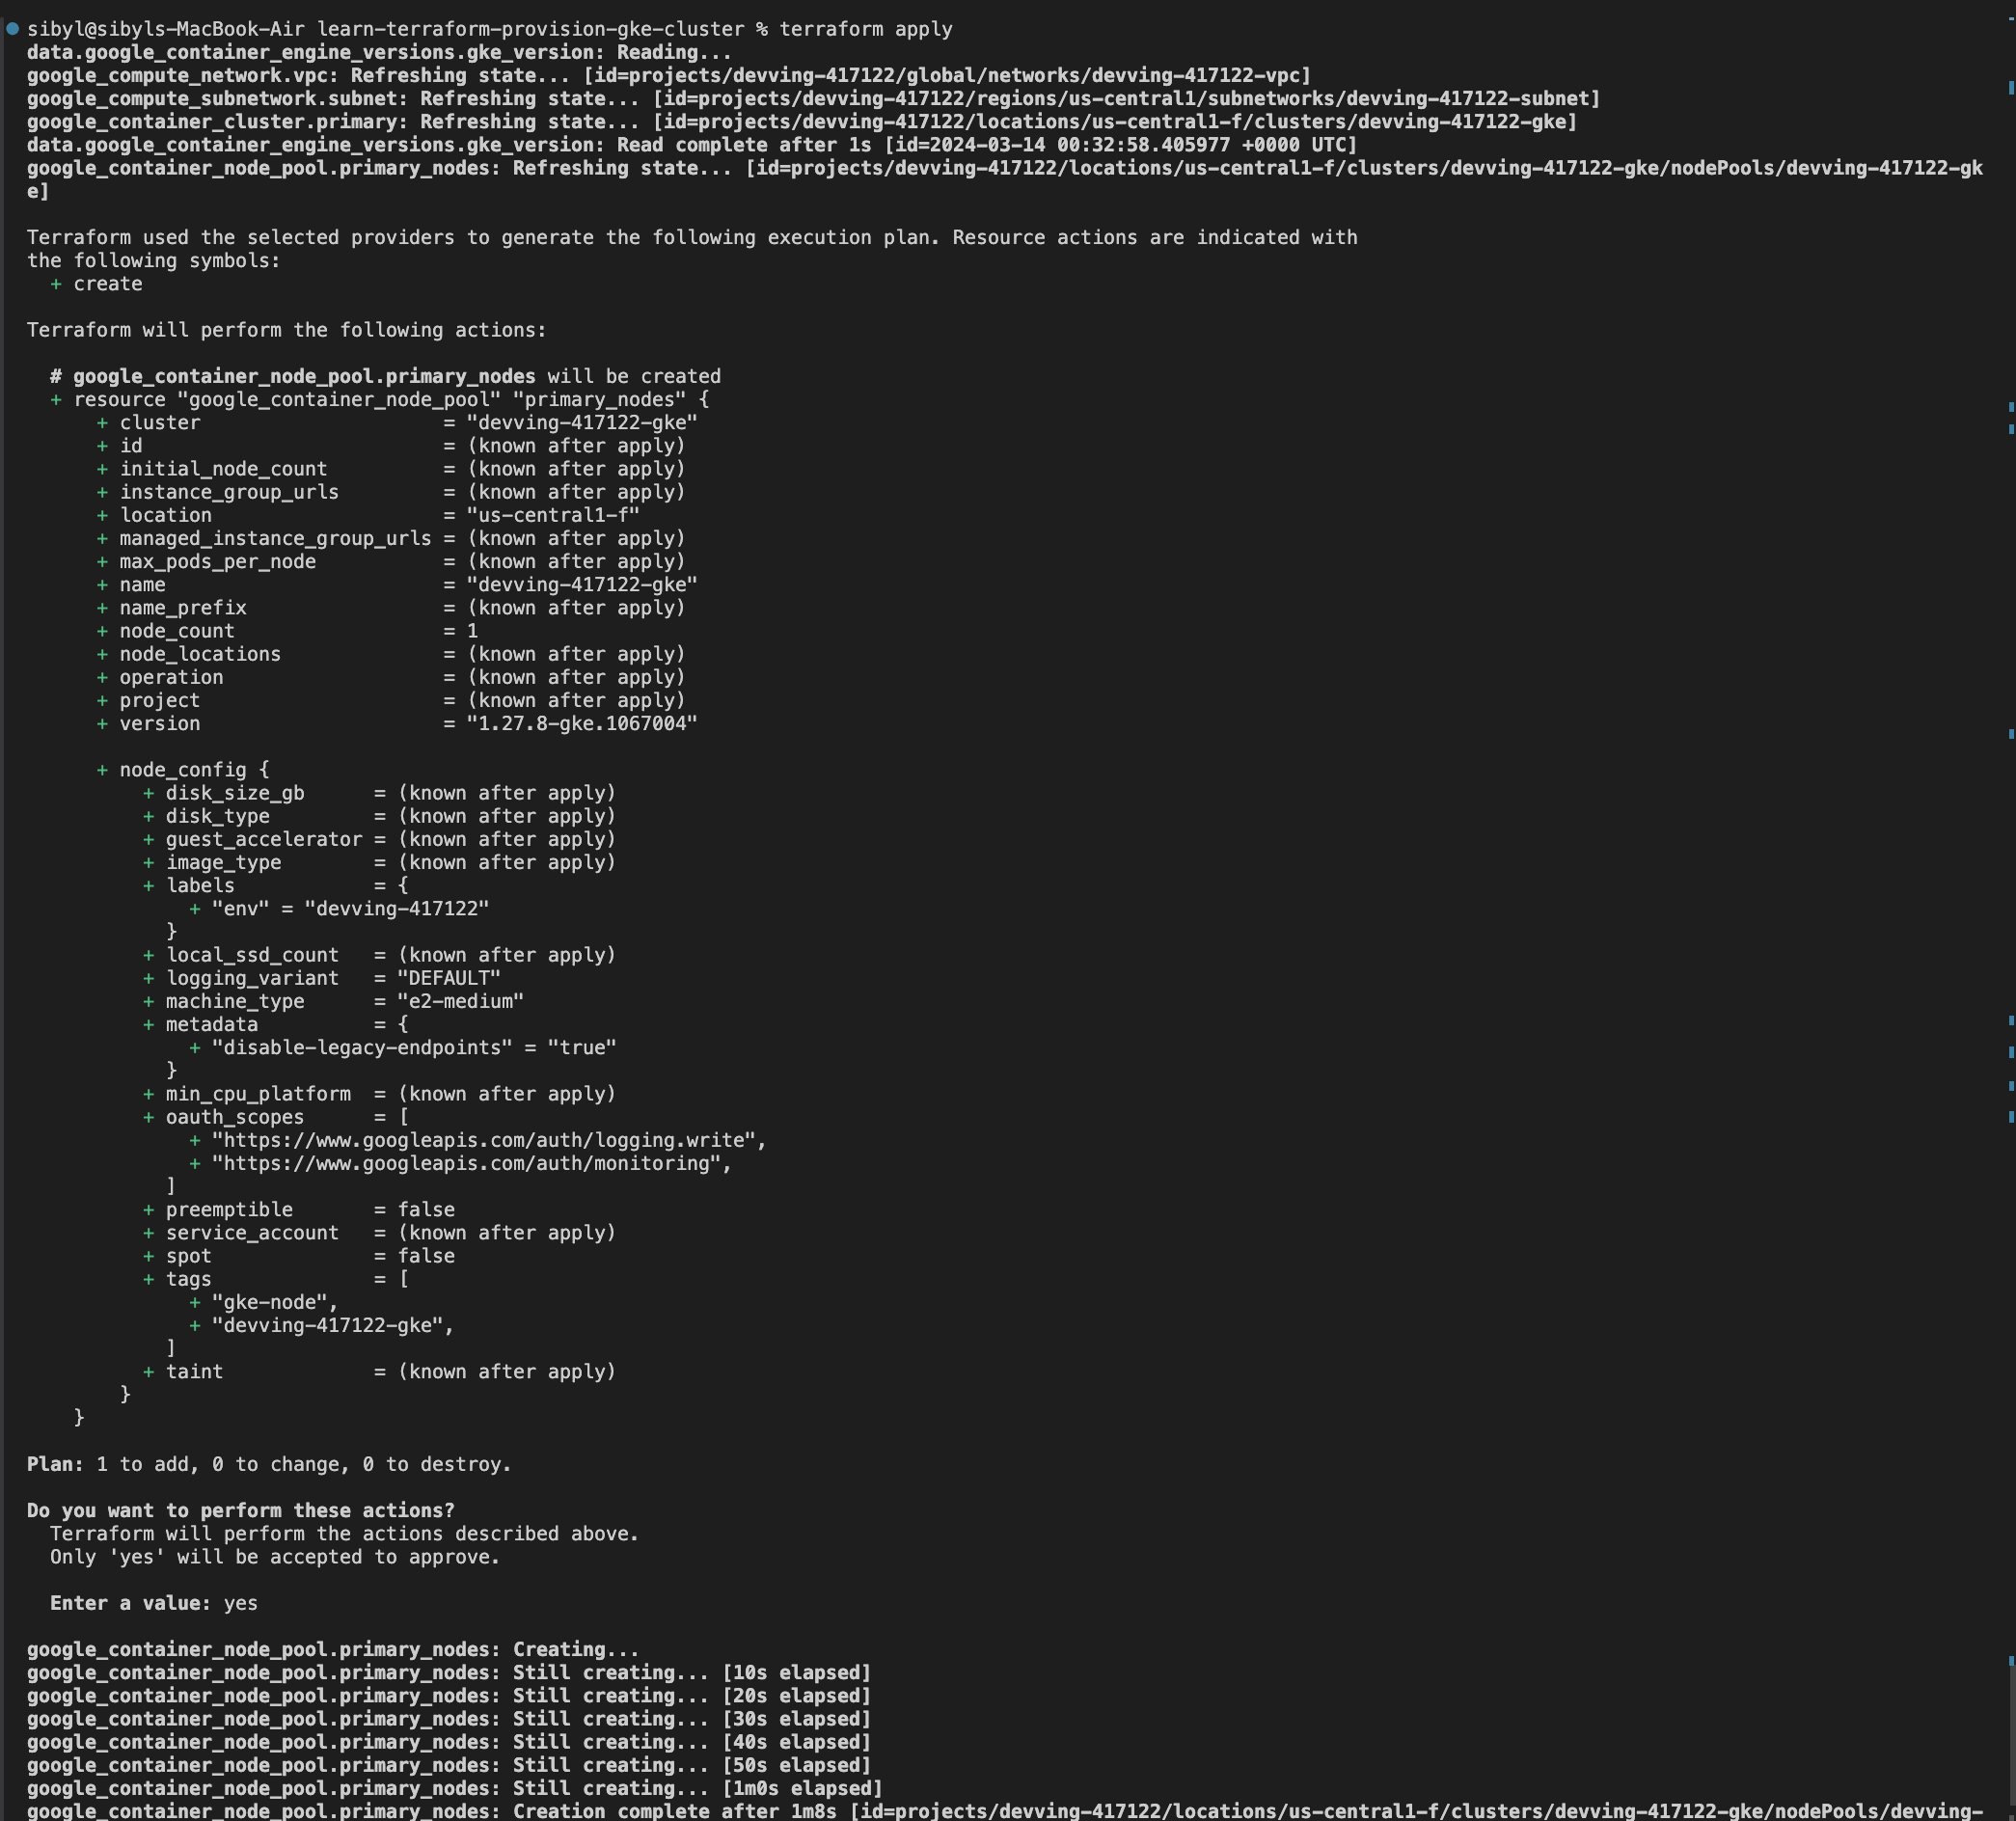 sibyl@sibyls-MacBook-Air learn-terraform-provision-gke-cluster % terraform apply
data.google_container_engine_versions.gke_version: Reading...
google_compute_network.vpc: Refreshing state... [id=projects/devving-417122/global/networks/devving-417122-vpc]
google_compute_subnetwork.subnet: Refreshing state... [id=projects/devving-417122/regions/us-central1/subnetworks/devving-417122-subnet]
google_container_cluster.primary: Refreshing state... [id=projects/devving-417122/locations/us-central1-f/clusters/devving-417122-gke]
data.google_container_engine_versions.gke_version: Read complete after 1s [id=2024-03-14 00:32:58.405977 +0000 UTC]
google_container_node_pool.primary_nodes: Refreshing state... [id=projects/devving-417122/locations/us-central1-f/clusters/devving-417122-gke/nodePools/devving-417122-gk
e]

Terraform used the selected providers to generate the following execution plan. Resource actions are indicated with
the following symbols:
  + create

Terraform will perform the following actions:

  # google_container_node_pool.primary_nodes will be created
  + resource "google_container_node_pool" "primary_nodes" {
      + cluster                     = "devving-417122-gke"
      + id                          = (known after apply)
      + initial_node_count          = (known after apply)
      + instance_group_urls         = (known after apply)
      + location                    = "us-central1-f"
      + managed_instance_group_urls = (known after apply)
      + max_pods_per_node           = (known after apply)
      + name                        = "devving-417122-gke"
      + name_prefix                 = (known after apply)
      + node_count                  = 1
      + node_locations              = (known after apply)
      + operation                   = (known after apply)
      + project                     = (known after apply)
      + version                     = "1.27.8-gke.1067004"

      + node_config {
          + disk_size_gb      = (known after apply)
          + disk_type         = (known after apply)
          + guest_accelerator = (known after apply)
          + image_type        = (known after apply)
          + labels            = {
              + "env" = "devving-417122"
            }
          + local_ssd_count   = (known after apply)
          + logging_variant   = "DEFAULT"
          + machine_type      = "e2-medium"
          + metadata          = {
              + "disable-legacy-endpoints" = "true"
            }
          + min_cpu_platform  = (known after apply)
          + oauth_scopes      = [
              + "https://www.googleapis.com/auth/logging.write",
              + "https://www.googleapis.com/auth/monitoring",
            ]
          + preemptible       = false
          + service_account   = (known after apply)
          + spot              = false
          + tags              = [
              + "gke-node",
              + "devving-417122-gke",
            ]
          + taint             = (known after apply)
        }
    }

Plan: 1 to add, 0 to change, 0 to destroy.

Do you want to perform these actions?
  Terraform will perform the actions described above.
  Only 'yes' will be accepted to approve.

  Enter a value: yes

google_container_node_pool.primary_nodes: Creating...
google_container_node_pool.primary_nodes: Still creating... [10s elapsed]
google_container_node_pool.primary_nodes: Still creating... [20s elapsed]
google_container_node_pool.primary_nodes: Still creating... [30s elapsed]
google_container_node_pool.primary_nodes: Still creating... [40s elapsed]
google_container_node_pool.primary_nodes: Still creating... [50s elapsed]
google_container_node_pool.primary_nodes: Still creating... [1m0s elapsed]
google_container_node_pool.primary_nodes: Creation complete after 1m8s [id=projects/devving-417122/locations/us-central1-f/clusters/devving-417122-gke/nodePools/devving-